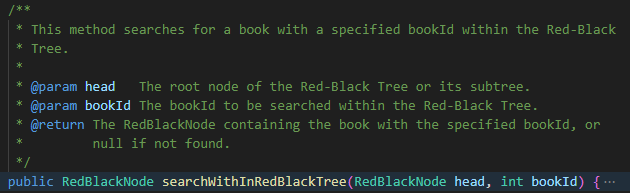 /**
 * This method searches for a book with a specified bookId within the Red-Black
 * Tree.
 *
 * @param head   The root node of the Red-Black Tree or its subtree.
 * @param bookId The bookId to be searched within the Red-Black Tree.
 * @return The RedBlackNode containing the book with the specified bookId, or
 *         null if not found.
 */
public RedBlackNode searchWithInRedBlackTree(RedBlackNode head, int bookId) {···